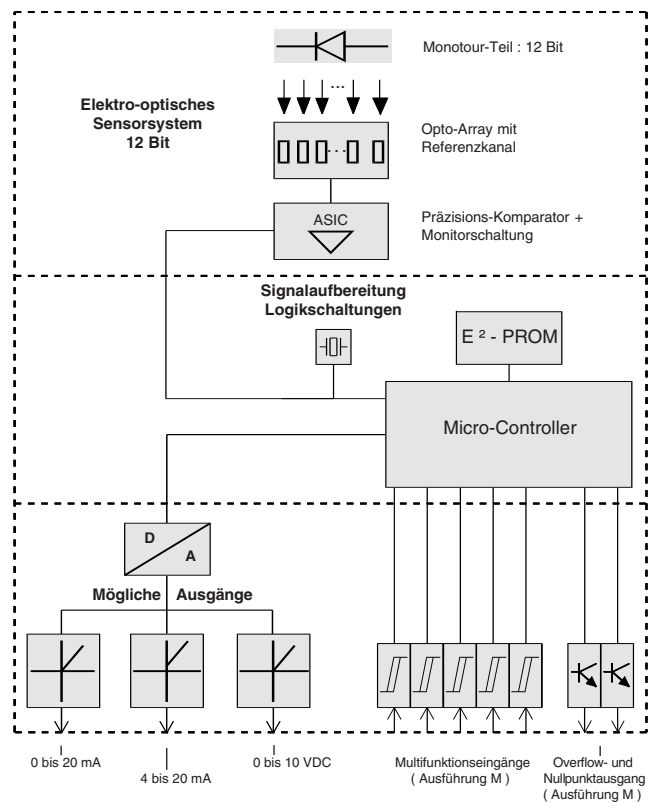 Monotour-Teil : 12 Bit
Elektro-optisches
Sensorsystem
12 Bit
Opto-Array mit
Referenzkanal
ASIC
Präzisions-Komparator +
Monitorschaltung
Signalaufbereitung
Logikschaltungen
E ² - PROM
Micro-Controller
D
A
Mögliche Ausgänge
0 bis 20 mA
4 bis 20 mA
0 bis 10 VDC
Multifunktionseingänge
( Ausführung M )
Overflow- und
Nullpunktausgang
( Ausführung M )